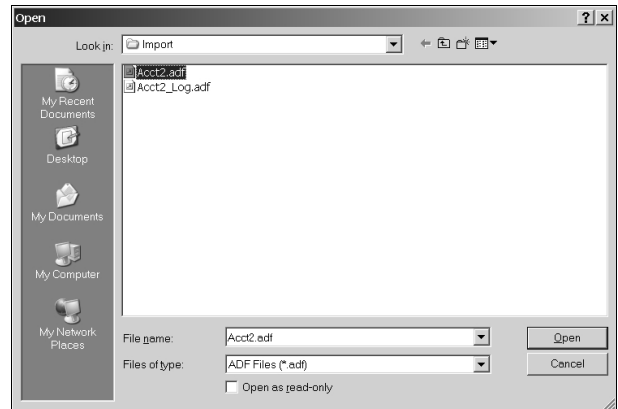 Open
Look in:
Import
My Recent
Documents
Desktop
My Documents
My Computer
My Network
Places
Acct2.adf
Acct2_Log.adf
File name:
Acct2.adf
Open
Files of type:
ADF Files (*.adf)
Cancel
Open as read-only